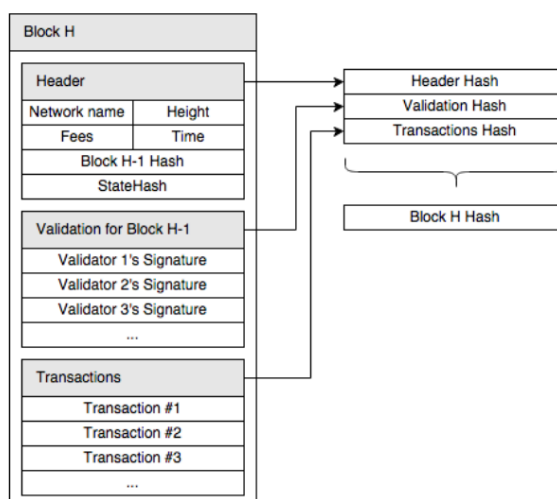 Block H
Header
Network name Height
Fees Time
Block H-1 Hash
StateHash
Validation for Block H-1
Validator 1's Signature
Validator 2's Signature
Validator 3's Signature
...
Transactions
Transaction #1
Transaction #2
Transaction #3
...
Header Hash
Validation Hash
Transactions Hash
Block H Hash